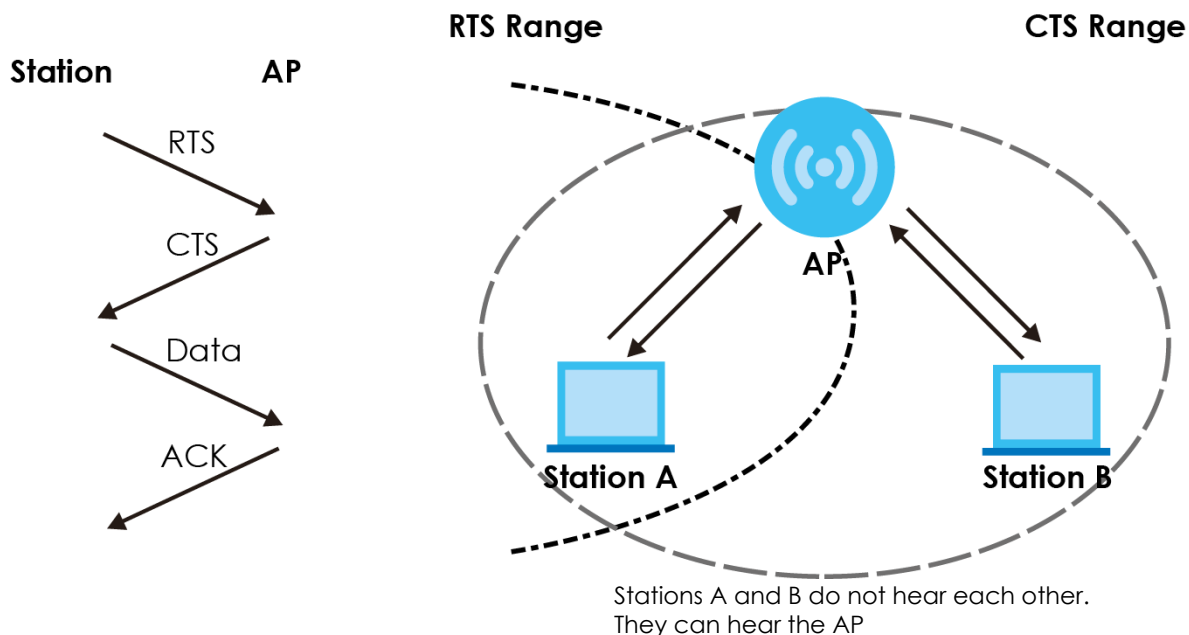 RTS Range
CTS Range
Station
AP
RTS
CTS
Data
ACK
AP
Station A
Station B
Stations A and B do not hear each other.
They can hear the AP